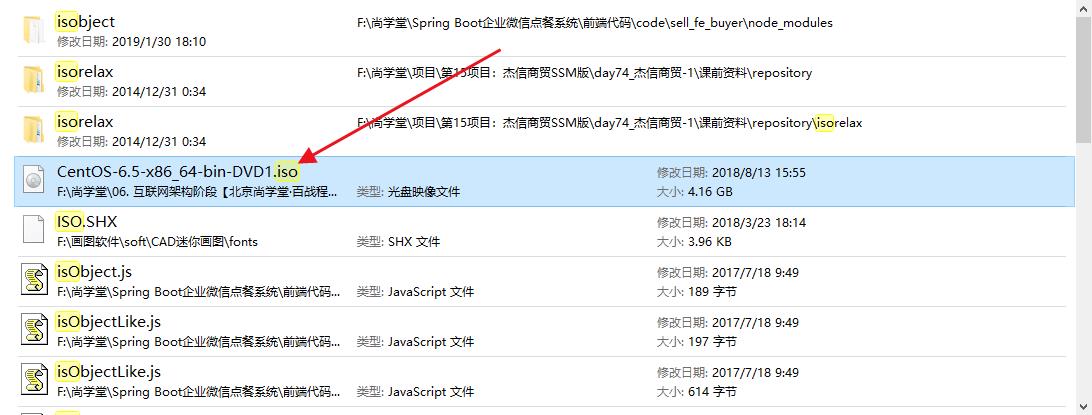 isobject
F:\尚学堂\Spring Boot企业微信点餐系统\前端代码\code\sell_fe_buyer\node_modules
修改日期: 2019/1/30 18:10
isorelax
F:\尚学堂\项目\第15项目：杰信商贸SSM版\day74_杰信商贸-1\课前资料\repository
修改日期: 2014/12/31 0:34
isorelax
F:\尚学堂\项目\第15项目：杰信商贸SSM版\day74_杰信商贸-1\课前资料\repository\isorelax
修改日期: 2014/12/31 0:34
CentOS-6.5-x86_64-bin-DVD1.iso 修改日期: 2018/8/13 15:55
F:\尚学堂\06. 互联网架构阶段【北京尚学堂·百战程... 类型: 光盘映像文件 大小: 4.16 GB
ISO.SHX 修改日期: 2018/3/23 18:14
F:\画图软件\soft\CAD迷你画图\fonts 类型: SHX 文件 大小: 3.96 KB
isObject.js 修改日期: 2017/7/18 9:49
F:\尚学堂\Spring Boot企业微信点餐系统\前端代码... 类型: JavaScript 文件 大小: 189 字节
isObjectLike.js 修改日期: 2017/7/18 9:49
F:\尚学堂\Spring Boot企业微信点餐系统\前端代码... 类型: JavaScript 文件 大小: 197 字节
isObjectLike.js 修改日期: 2017/7/18 9:49
F:\尚学堂\Spring Boot企业微信点餐系统\前端代码... 类型: JavaScript 文件 大小: 614 字节